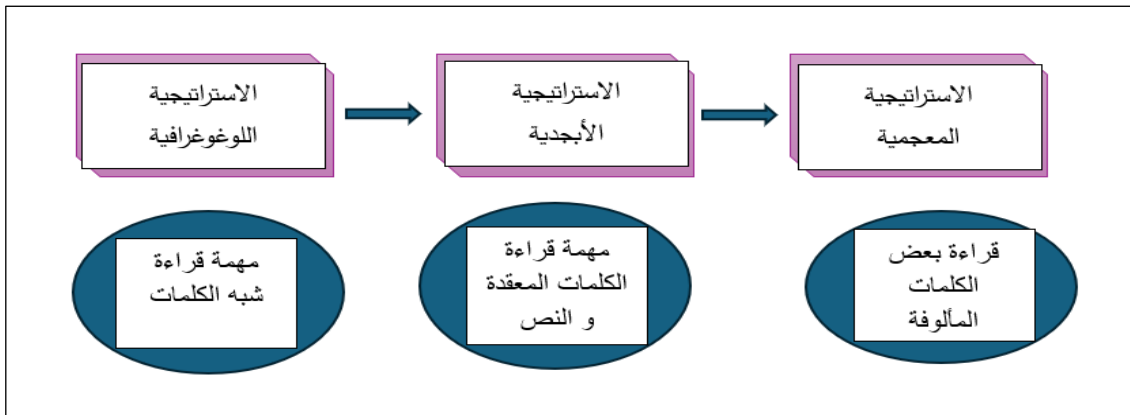 الاستراتيجية
اللوغوغرافية
الاستراتيجية
الأبجدية
الاستراتيجية
المعجمية
مهمة قراءة
شبه الكلمات
مهمة قراءة
الكلمات المعقدة
و النص
قراءة بعض
الكلمات
المألوفة